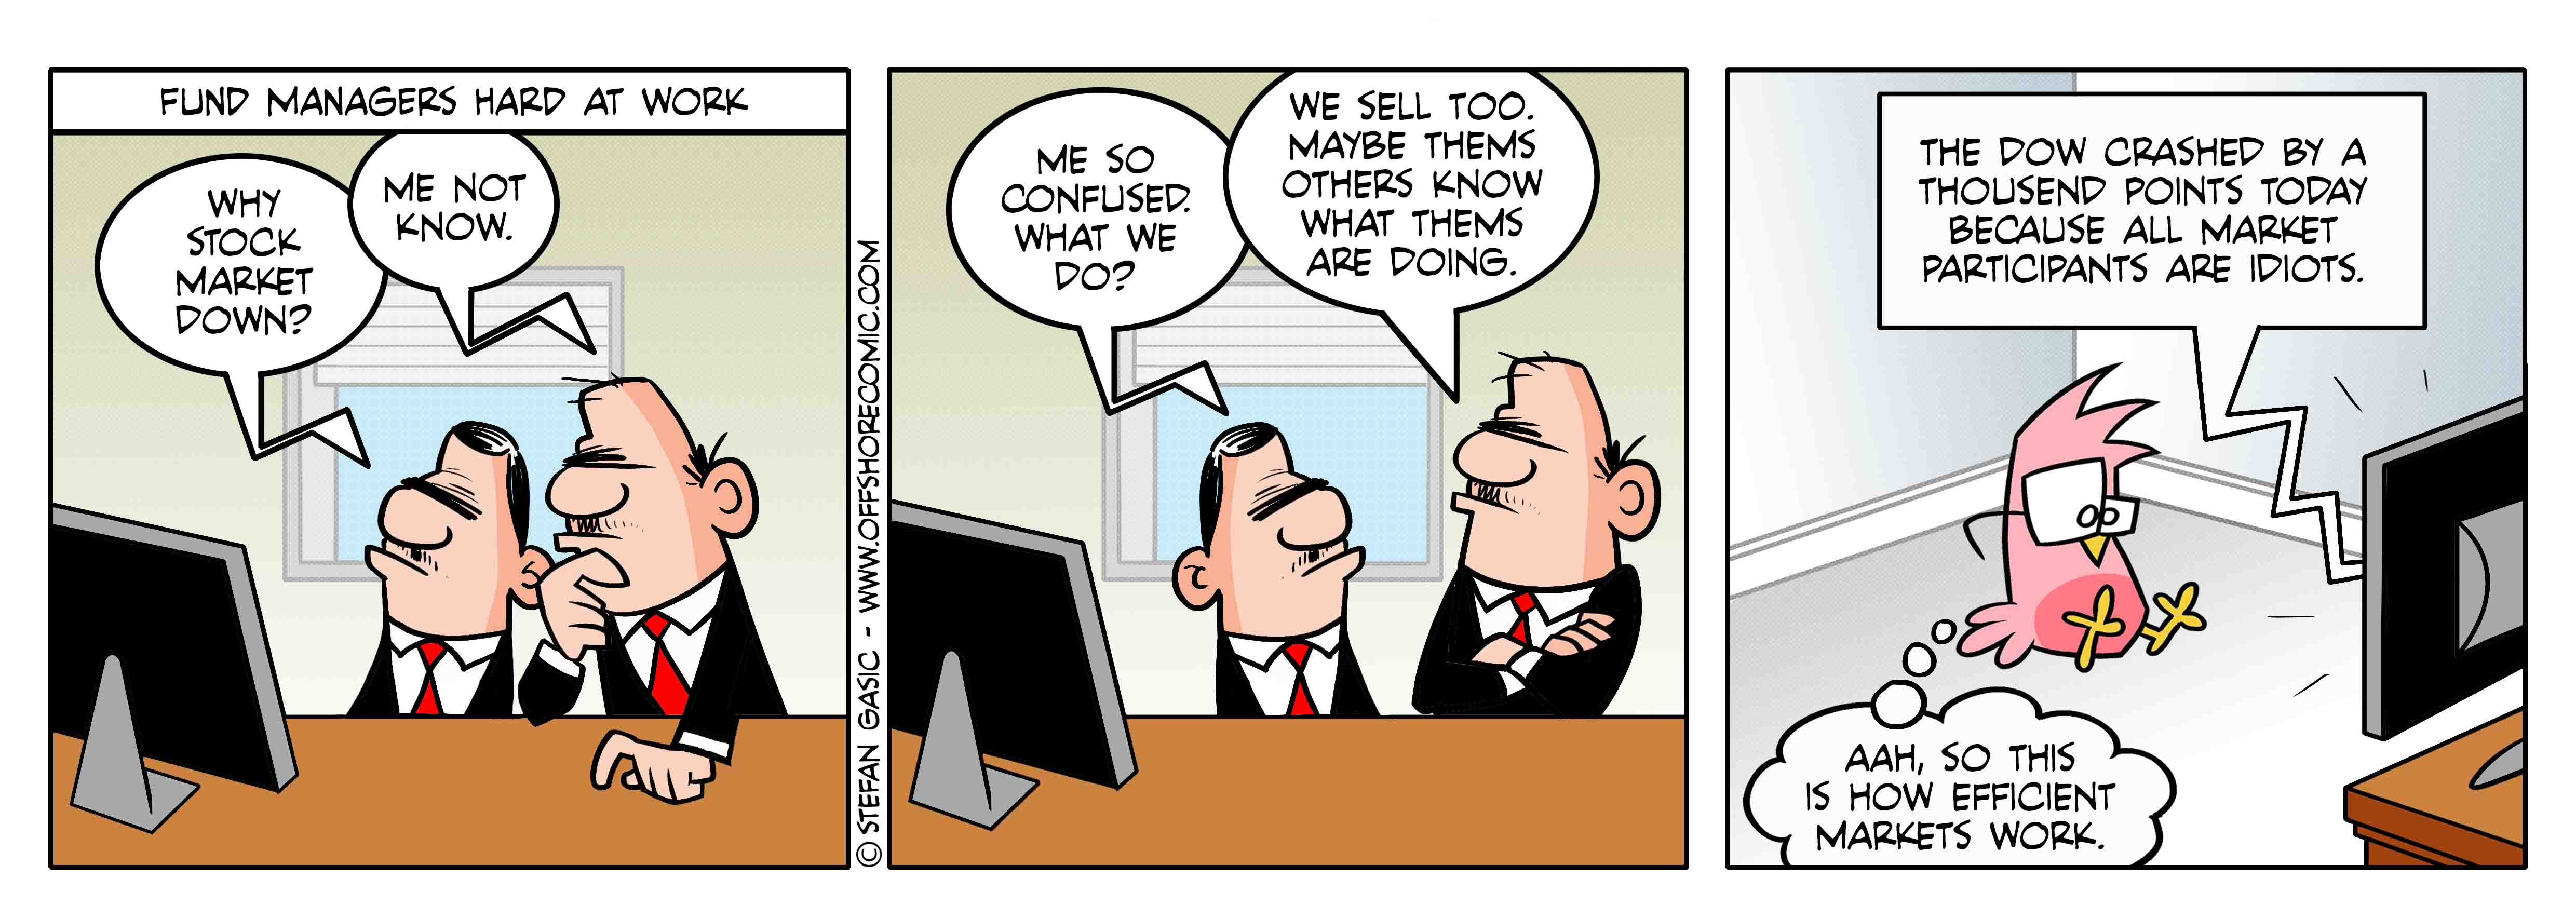 FUND MANAGERS HARD AT WORK
WHY
STOCK
MARKET
DOWN?
ME NOT
KNOW.
© STEFAN GASIC - WWW.OFFSHORECOMIC.COM
ME SO
CONFUSED.
WHAT WE
DO?
WE SELL TOO.
MAYBE THEMS
OTHERS KNOW
WHAT THEMS
ARE DOING.
THE DOW CRASHED BY A
THOUSEND POINTS TODAY
BECAUSE ALL MARKET
PARTICIPANTS ARE IDIOTS.
AAH, SO THIS
IS HOW EFFICIENT
MARKETS WORK.